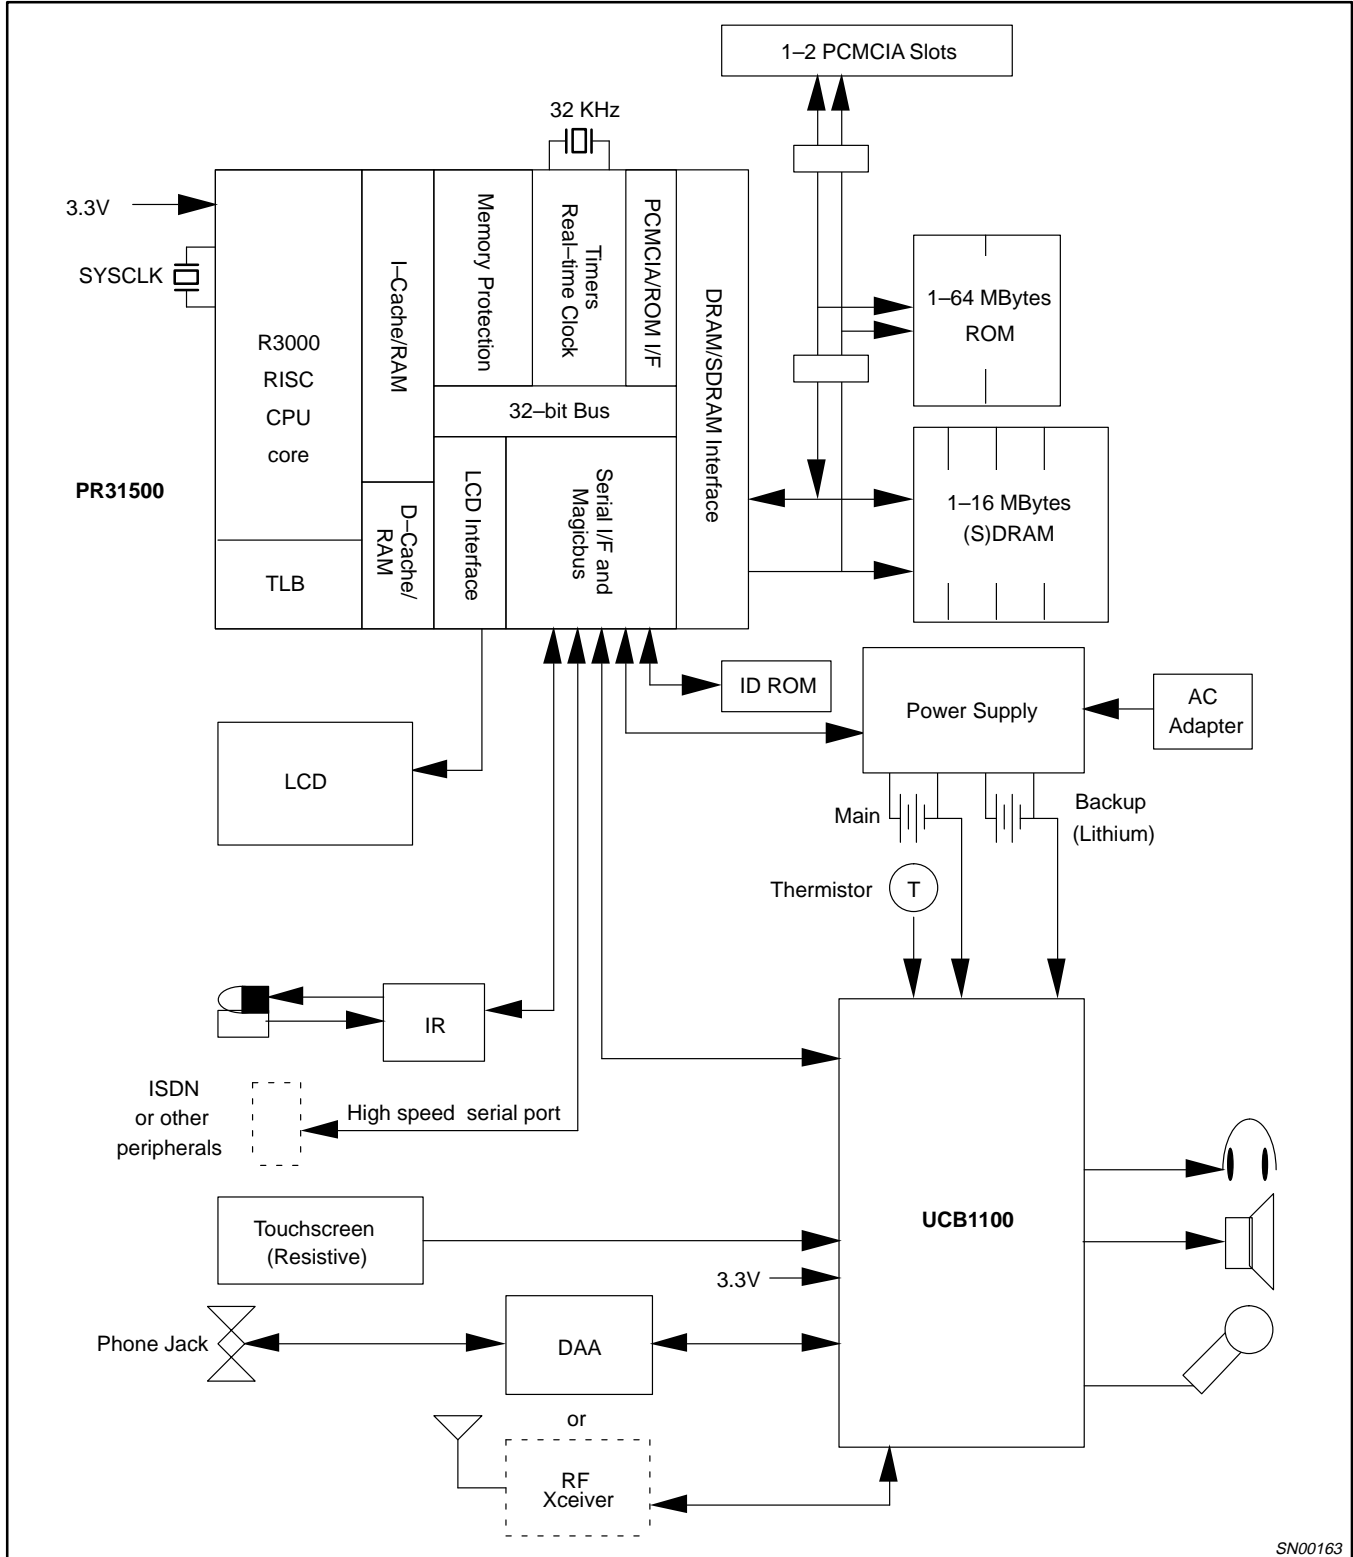 1–2 PCMCIA Slots
32 KHz
3.3V
SYSCLK
R3000
RISC
CPU
core
TLB
PR31500
I–Cache/RAM
D–Cache/
RAM
Memory Protection
Timers
Real–time Clock
PCMCIA/ROM I/F
32–bit Bus
LCD Interface
Serial I/F and
Magicbus
DRAM/SDRAM Interface
1–64 MBytes
ROM
1–16 MBytes
(S)DRAM
ID ROM
Power Supply
AC
Adapter
LCD
Main
Backup
(Lithium)
Thermistor
T
IR
ISDN
or other
peripherals
High speed serial port
Touchscreen
(Resistive)
UCB1100
3.3V
Phone Jack
DAA
or
RF
Xceiver
SN00163